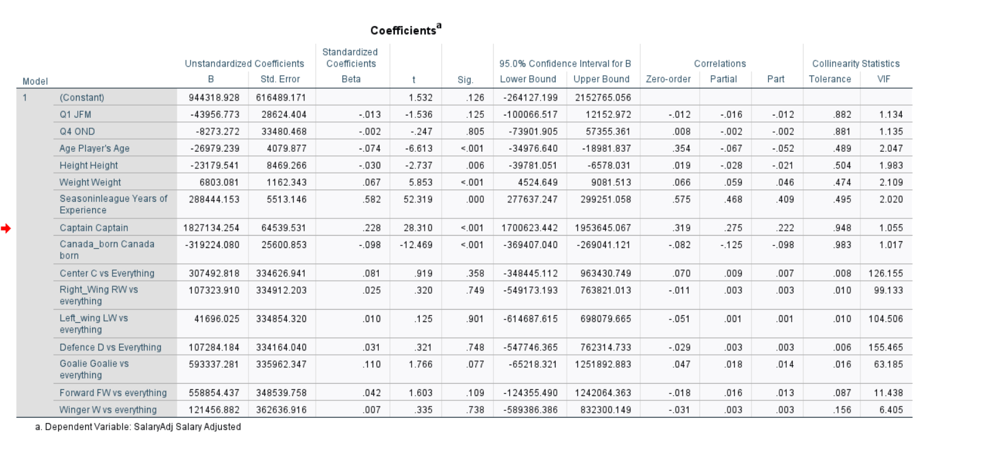 Coefficientsa
Unstandardized Coefficients Standardized Coefficients 95.0% Confidence Interval for B Correlations Collinearity Statistics
Model B Std. Error Beta t Sig. Lower Bound Upper Bound Zero-order Partial Part Tolerance VIF
1 (Constant) 944318.928 616489.171 1.532 .126 -264127.199 2152765.056
Q1 JFM -43956.773 28624.404 -.013 -1.536 .125 -100066.517 12152.972 -.012 -.016 -.012 .882 1.134
Q4 OND -8273.272 33480.468 -.002 -.247 .805 -73901.905 57355.361 .008 -.002 -.002 .881 1.135
Age Player's Age -26979.239 4079.877 -.074 -6.613 <.001 -34976.640 -18981.837 .354 -.067 -.052 .489 2.047
Height Height -23179.541 8469.266 -.030 -2.737 .006 -39781.051 -6578.031 .019 -.028 -.021 .504 1.983
Weight Weight 6803.081 1162.343 .067 5.853 <.001 4524.649 9081.513 .066 .059 .046 .474 2.109
Seasoninleague Years of Experience 288444.153 5513.146 .582 52.319 .000 277637.247 299251.058 .575 .468 .409 .495 2.020
Captain Captain 1827134.254 64539.531 .228 28.310 <.001 1700623.442 1953645.067 .319 .275 .222 .948 1.055
Canada_born Canada born -319224.080 25600.853 -.098 -12.469 <.001 -369407.040 -269041.121 -.082 -.125 -.098 .983 1.017
Center C vs Everything 307492.818 334626.941 .081 .919 .358 -348445.112 963430.749 .070 .009 .007 .008 126.155
Right_Wing RW vs everything 107323.910 334912.203 .025 .320 .749 -549173.193 763821.013 -.011 .003 .003 .010 99.133
Left_wing LW vs everything 41696.025 334854.320 .010 .125 .901 -614687.615 698079.665 -.051 .001 .001 .010 104.506
Defence D vs Everything 107284.184 334164.040 .031 .321 .748 -547746.365 762314.733 -.029 .003 .003 .006 155.465
Goalie Goalie vs everything 593337.281 335962.347 .110 1.766 .077 -65218.321 1251892.883 .047 .018 .014 .016 63.185
Forward FW vs everything 558854.437 348539.758 .042 1.603 .109 -124355.490 1242064.363 -.018 .016 .013 .087 11.438
Winger W vs everything 121456.882 362636.916 .007 .335 .738 -589386.386 832300.149 -.031 .003 .003 .156 6.405
a. Dependent Variable: SalaryAdj Salary Adjusted